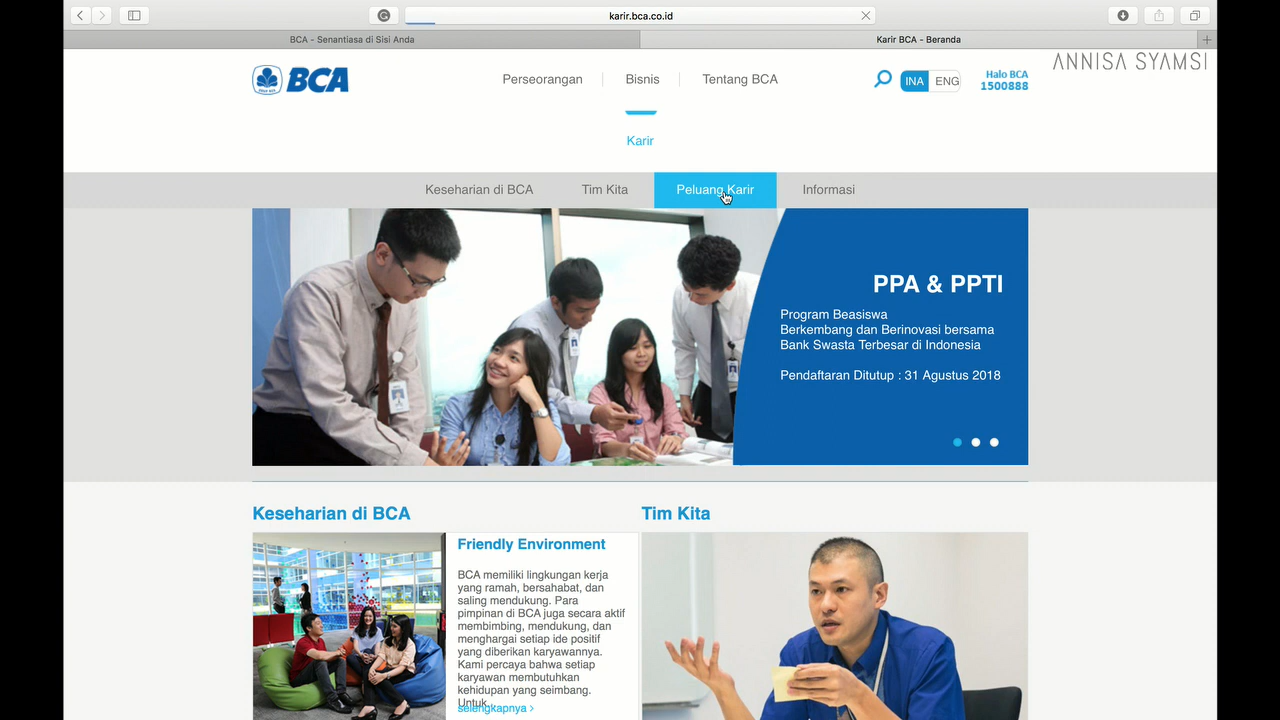 karir.bca.co.id
BCA - Senantiasa di Sisi Anda
Karir BCA - Beranda
ANNISA SYAMSI
BCA
Perseorangan
Bisnis
Tentang BCA
INA
ENG
Halo BCA
1500888
Karir
Keseharian di BCA
Tim Kita
Peluang Karir
Informasi
PPA & PPTI
Program Beasiswa
Berkembang dan Berinovasi bersama
Bank Swasta Terbesar di Indonesia
Pendaftaran Ditutup : 31 Agustus 2018
Keseharian di BCA
Friendly Environment
BCA memiliki lingkungan kerja
yang ramah, bersahabat, dan
saling mendukung. Para
pimpinan di BCA juga secara aktif
membimbing, mendukung, dan
menghargai setiap ide positif
yang diberikan karyawannya.
Kami percaya bahwa setiap
karyawan membutuhkan
kehidupan yang seimbang.
Untuk
selengkapnya >
Tim Kita